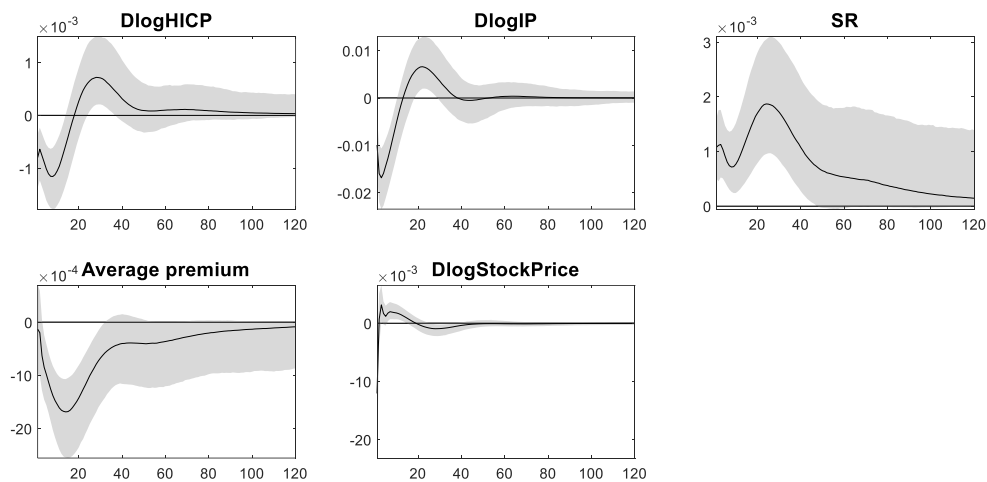 DlogHICP DlogIP SR
×10⁻³ ×10⁻³
1 0.01 3
0 0 2
-1 -0.01 1
-0.02 0
20 40 60 80 100 120 20 40 60 80 100 120 20 40 60 80 100 120
×10⁻⁴ Average premium ×10⁻³ DlogStockPrice
0 0
-10 -10
-20 -20
20 40 60 80 100 120 20 40 60 80 100 120